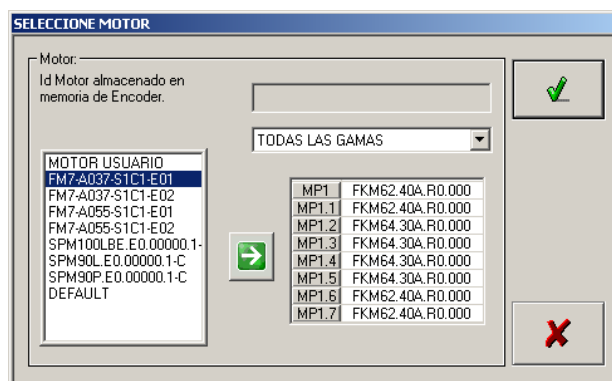 SELECCIONE MOTOR
Motor:
Id Motor almacenado en
memoria de Encoder.
TODAS LAS GAMAS
MOTOR USUARIO
FM7-A037-S1C1-E01
FM7-A037-S1C1-E02
FM7-A055-S1C1-E01
FM7-A055-S1C1-E02
SPM100LBE.E0.00000.1-
SPM90L.E0.00000.1-C
SPM90P.E0.00000.1-C
DEFAULT
MP1 FKM62.40A.R0.000
MP1.1 FKM62.40A.R0.000
MP1.2 FKM64.30A.R0.000
MP1.3 FKM64.30A.R0.000
MP1.4 FKM64.30A.R0.000
MP1.5 FKM64.30A.R0.000
MP1.6 FKM62.40A.R0.000
MP1.7 FKM62.40A.R0.000